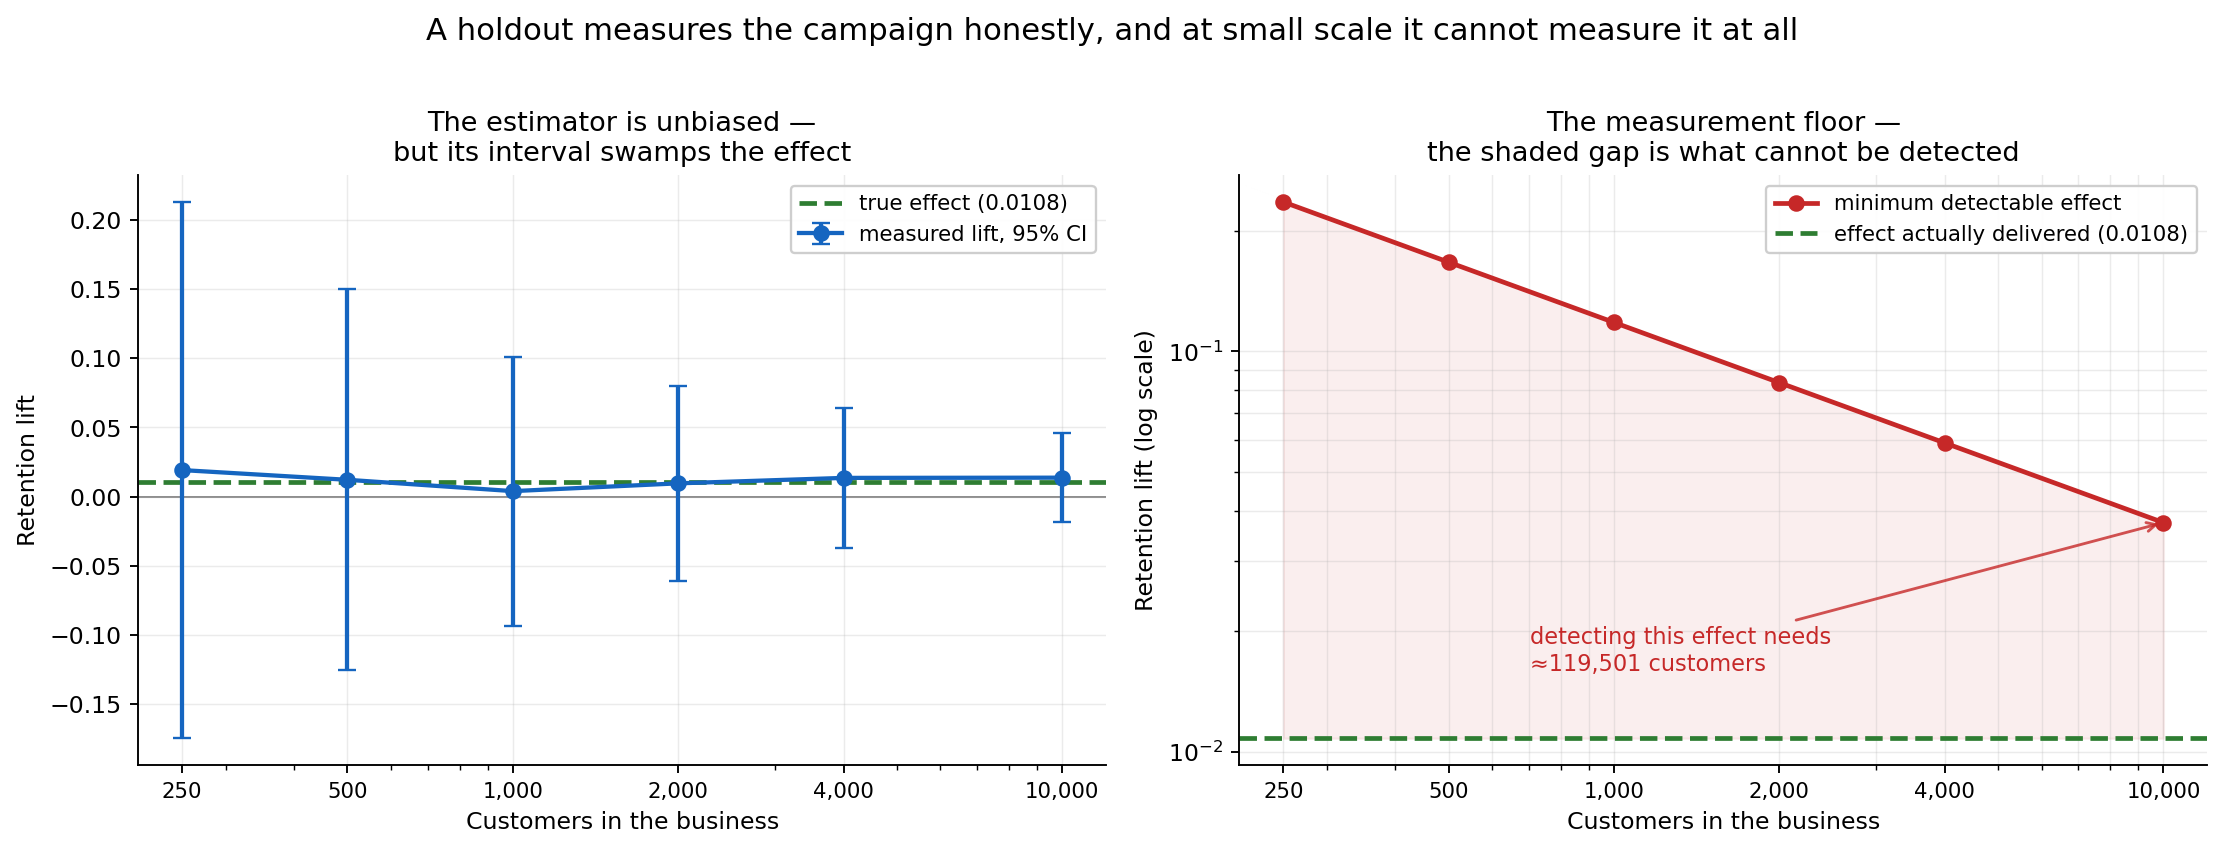 A holdout measures the campaign honestly, and at small scale it cannot measure it at all
The estimator is unbiased —
but its interval swamps the effect
true effect (0.0108)
measured lift, 95% CI
Retention lift
0.20
0.15
0.10
0.05
0.00
−0.05
−0.10
−0.15
250
500
1,000
2,000
4,000
10,000
Customers in the business
The measurement floor —
the shaded gap is what cannot be detected
minimum detectable effect
effect actually delivered (0.0108)
Retention lift (log scale)
10⁻¹
10⁻²
detecting this effect needs
≈119,501 customers
250
500
1,000
2,000
4,000
10,000
Customers in the business